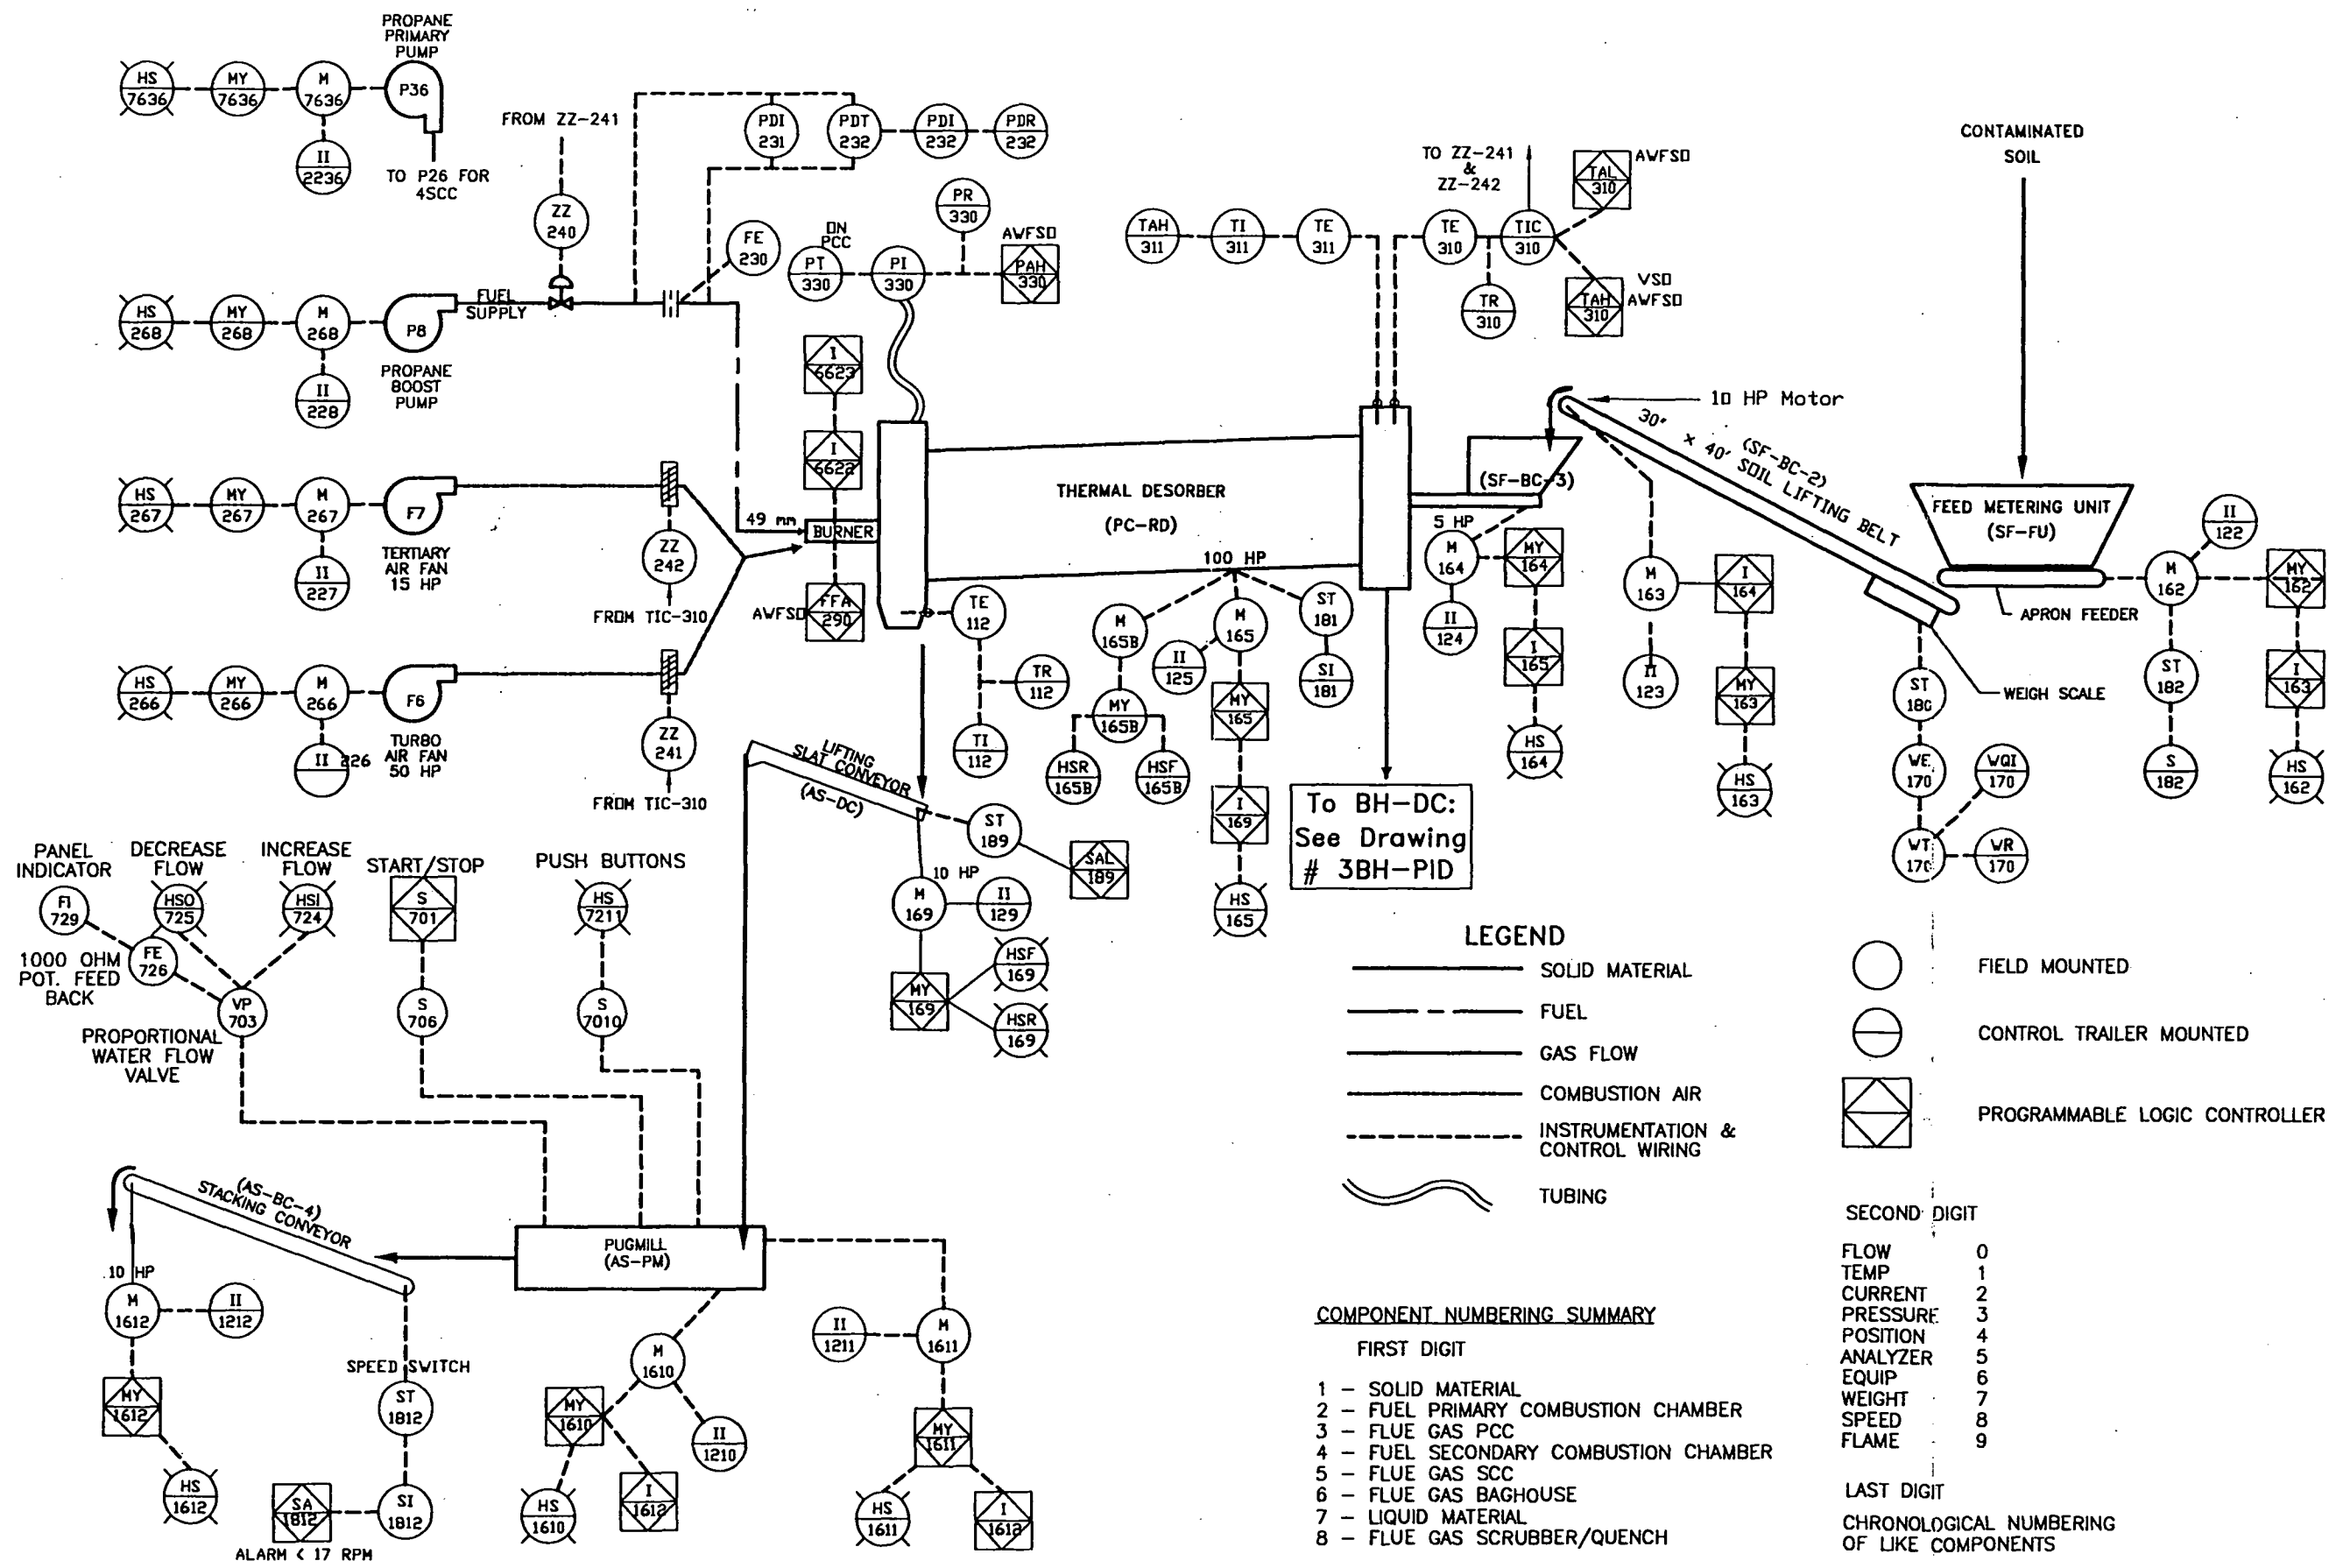 PROPANE
PRIMARY
PUMP
HS
7636
MY
7636
M
7636
P36
II
2236
TO P26 FOR
4SCC
FROM ZZ-241
ZZ
240
PDI
231
PDT
232
PDI
232
PDR
232
FE
230
ON
PCC
PT
330
PI
330
PR
330
AWFSO
PAH
330
HS
268
MY
268
M
268
P8
FUEL
SUPPLY
II
228
PROPANE
BOOST
PUMP
I
6623
I
6622
HS
267
MY
267
M
267
F7
II
227
TERTIARY
AIR FAN
15 HP
ZZ
242
FROM TIC-310
49 mm
BURNER
AWFSO
FFA
290
HS
266
MY
266
M
266
F6
II 226
TURBO
AIR FAN
50 HP
ZZ
241
FROM TIC-310
TAH
311
TI
311
TE
311
TE
310
TIC
310
TR
310
TO ZZ-241
&
ZZ-242
TAL
310
AWFSO
TAH
310
VSD
AWFSO
THERMAL DESORBER
(PC-RD)
100 HP
(SF-BC-3)
10 HP Motor
30" x 40' SOIL LIFTING BELT
(SF-BC-2)
CONTAMINATED
SOIL
FEED METERING UNIT
(SF-FU)
APRON FEEDER
WEIGH SCALE
II
122
M
162
MY
162
ST
182
I
163
S
182
HS
162
5 HP
M
164
MY
164
II
124
I
165
HS
164
M
163
I
164
II
123
MY
163
HS
163
ST
180
WE
170
WQI
170
WT
170
WR
170
TE
112
TR
112
TI
112
M
165B
M
165
ST
181
II
125
SI
181
MY
165B
MY
165
HSR
165B
HSF
165B
I
169
HS
165
To BH-DC:
See Drawing
# 3BH-PID
LIFTING
SLAT CONVEYOR
(AS-DC)
ST
189
SAL
189
10 HP
M
169
II
129
MY
169
HSF
169
HSR
169
PANEL
INDICATOR
FI
729
DECREASE
FLOW
HSO
725
INCREASE
FLOW
HSI
724
START/STOP
S
701
PUSH BUTTONS
HS
7211
FE
726
1000 OHM
POT. FEED
BACK
VP
703
S
706
S
7010
PROPORTIONAL
WATER FLOW
VALVE
(AS-BC-4)
STACKING CONVEYOR
PUGMILL
(AS-PM)
10 HP
M
1612
II
1212
MY
1612
HS
1612
SPEED SWITCH
ST
1812
SI
1812
SA
1812
ALARM < 17 RPM
M
1610
MY
1610
II
1210
HS
1610
I
1612
II
1211
M
1611
MY
1611
HS
1611
I
1612
LEGEND
SOLID MATERIAL
FUEL
GAS FLOW
COMBUSTION AIR
INSTRUMENTATION &
CONTROL WIRING
TUBING
FIELD MOUNTED
CONTROL TRAILER MOUNTED
PROGRAMMABLE LOGIC CONTROLLER
COMPONENT NUMBERING SUMMARY
FIRST DIGIT
1 - SOLID MATERIAL
2 - FUEL PRIMARY COMBUSTION CHAMBER
3 - FLUE GAS PCC
4 - FUEL SECONDARY COMBUSTION CHAMBER
5 - FLUE GAS SCC
6 - FLUE GAS BAGHOUSE
7 - LIQUID MATERIAL
8 - FLUE GAS SCRUBBER/QUENCH
SECOND DIGIT
FLOW 0
TEMP 1
CURRENT 2
PRESSURE 3
POSITION 4
ANALYZER 5
EQUIP 6
WEIGHT 7
SPEED 8
FLAME 9
LAST DIGIT
CHRONOLOGICAL NUMBERING
OF LIKE COMPONENTS